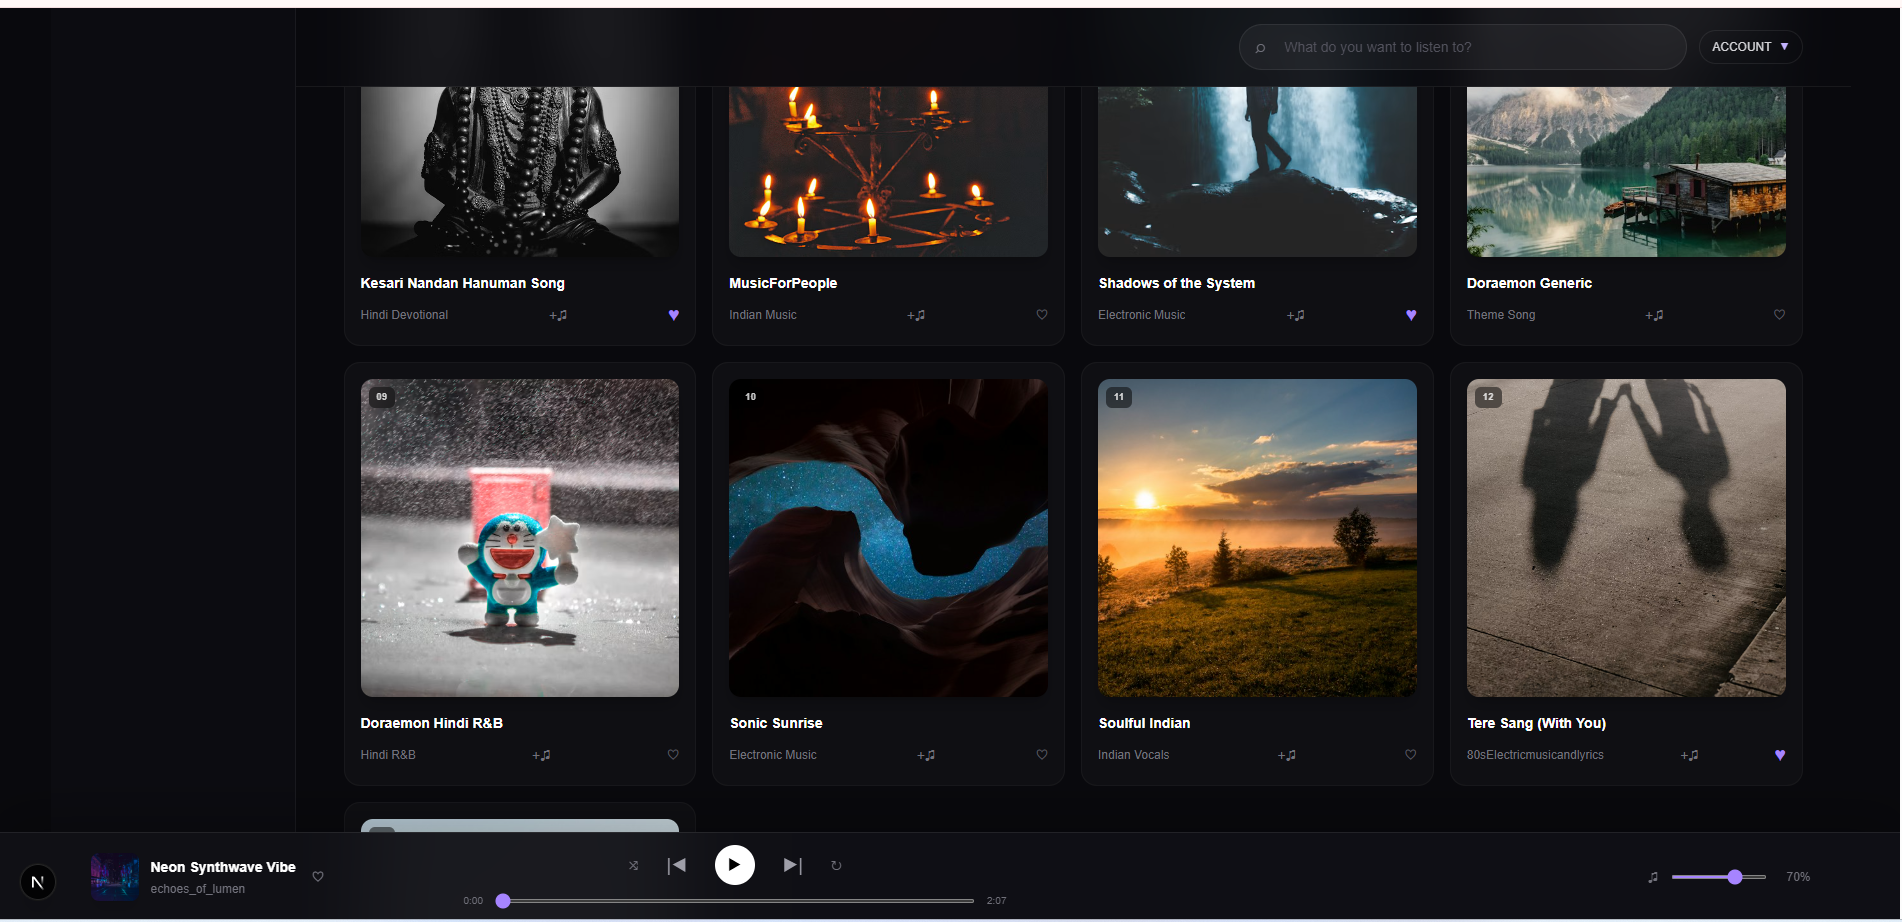 What do you want to listen to?
ACCOUNT ▼
Kesari Nandan Hanuman Song
Hindi Devotional
MusicForPeople
Indian Music
Shadows of the System
Electronic Music
Doraemon Generic
Theme Song
09
Doraemon Hindi R&B
Hindi R&B
10
Sonic Sunrise
Electronic Music
11
Soulful Indian
Indian Vocals
12
Tere Sang (With You)
80sElectricmusicandlyrics
N
Neon Synthwave Vibe
echoes_of_lumen
0:00
2:07
70%